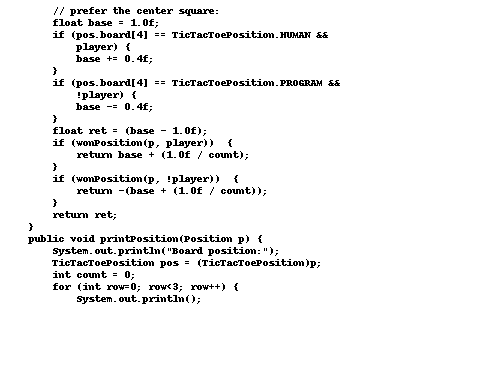 // prefer the center square:
float base = 1.0f;
if (pos.board[4] == TicTacToePosition.HUMAN &&
player) {
base += 0.4f;
}
if (pos.board[4] == TicTacToePosition.PROGRAM &&
!player) {
base -= 0.4f;
}
float ret = (base - 1.0f);
if (wonPosition(p, player))  {
return base + (1.0f / count);
}
if (wonPosition(p, !player))  {
return -(base + (1.0f / count));
}
return ret;
}
public void printPosition(Position p) {
System.out.println("Board position:");
TicTacToePosition pos = (TicTacToePosition)p;
int count = 0;
for (int row=0; row<3; row++) {
System.out.println();